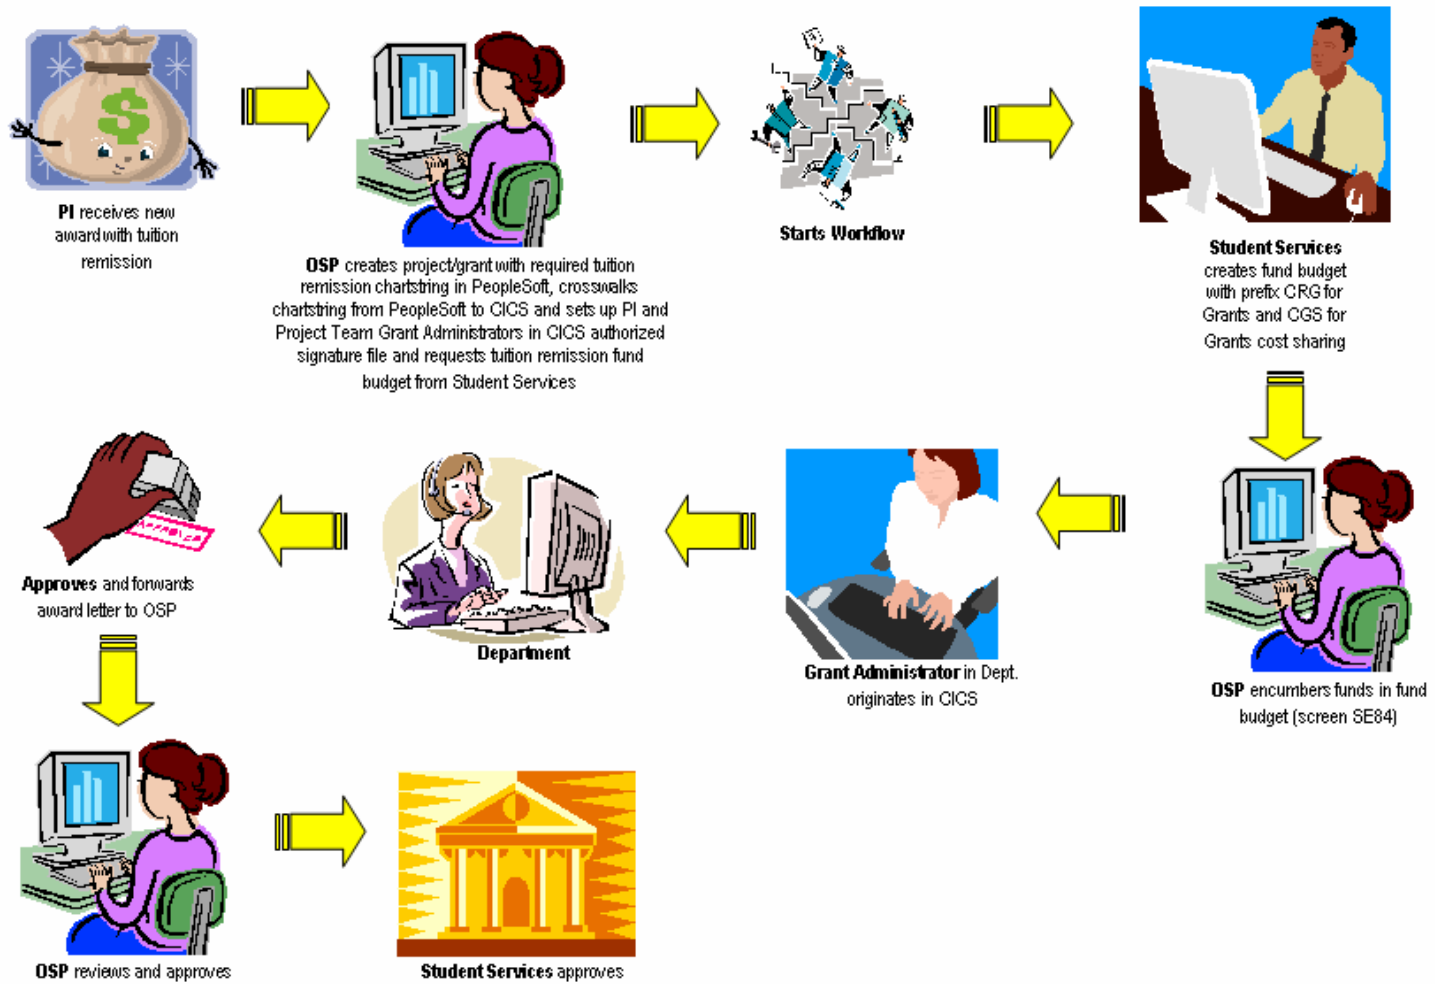 $
PI receives new
award with tuition
remission
OSP creates project/grant with required tuition
remission chartstring in PeopleSoft, crosswalks
chartstring from PeopleSoft to CICS and sets up PI and
Project Team Grant Administrators in CICS authorized
signature file and requests tuition remission fund
budget from Student Services
Starts Workflow
Student Services
creates fund budget
with prefix CRG for
Grants and CGS for
Grants cost sharing
OSP encumbers funds in fund
budget (screen SE84)
Grant Administrator in Dept.
originates in CICS
Department
APPROVED
Approves and forwards
award letter to OSP
OSP reviews and approves
Student Services approves